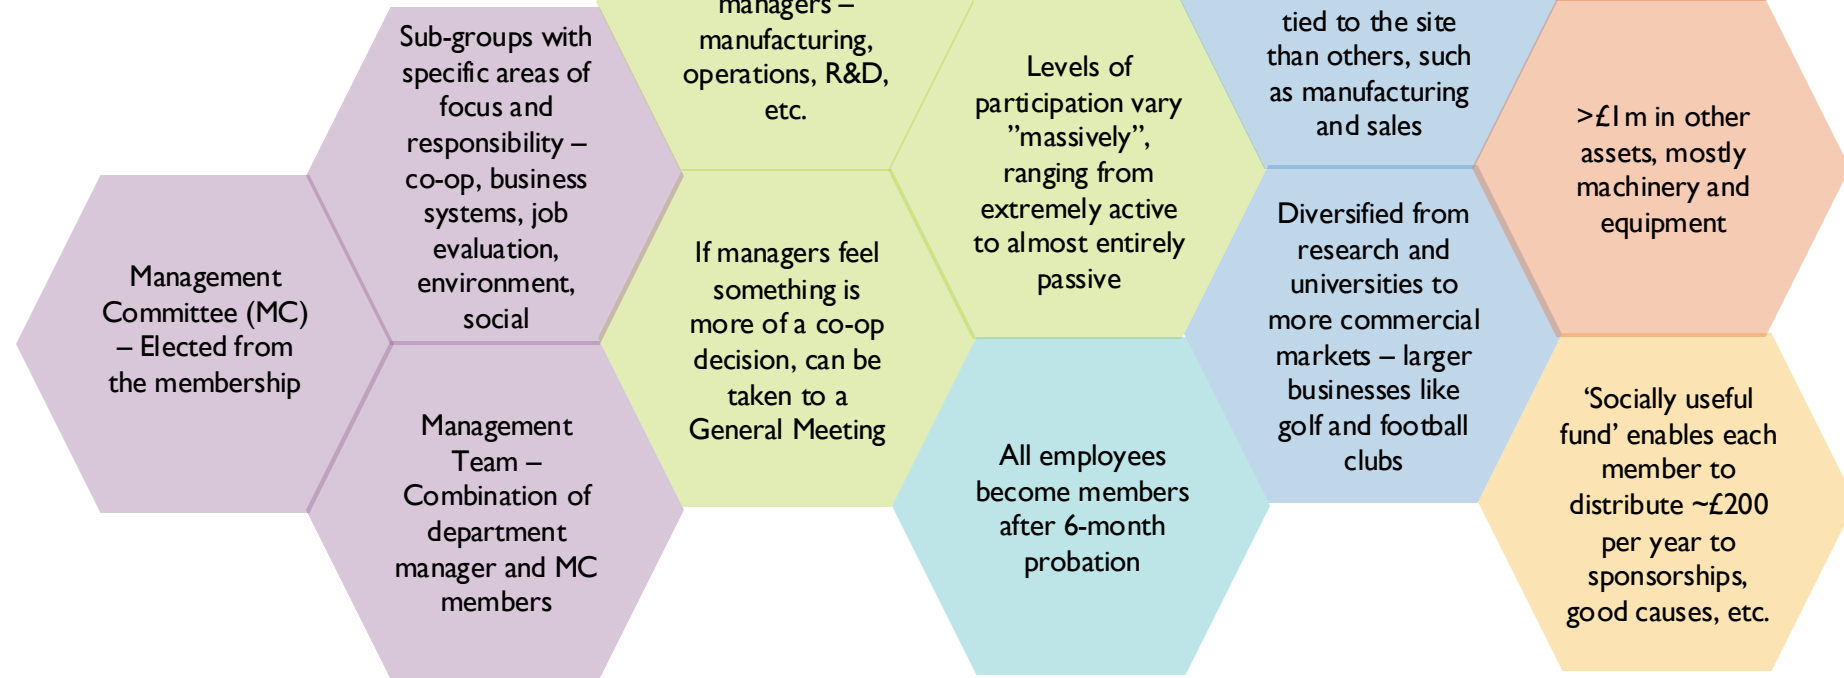 Management
Committee (MC)
– Elected from
the membership
Sub-groups with
specific areas of
focus and
responsibility –
co-op, business
systems, job
evaluation,
environment,
social
Management
Team –
Combination of
department
manager and MC
members
managers –
manufacturing,
operations, R&D,
etc.
If managers feel
something is
more of a co-op
decision, can be
taken to a
General Meeting
Levels of
participation vary
”massively”,
ranging from
extremely active
to almost entirely
passive
All employees
become members
after 6-month
probation
tied to the site
than others, such
as manufacturing
and sales
Diversified from
research and
universities to
more commercial
markets – larger
businesses like
golf and football
clubs
>£1m in other
assets, mostly
machinery and
equipment
‘Socially useful
fund’ enables each
member to
distribute ~£200
per year to
sponsorships,
good causes, etc.